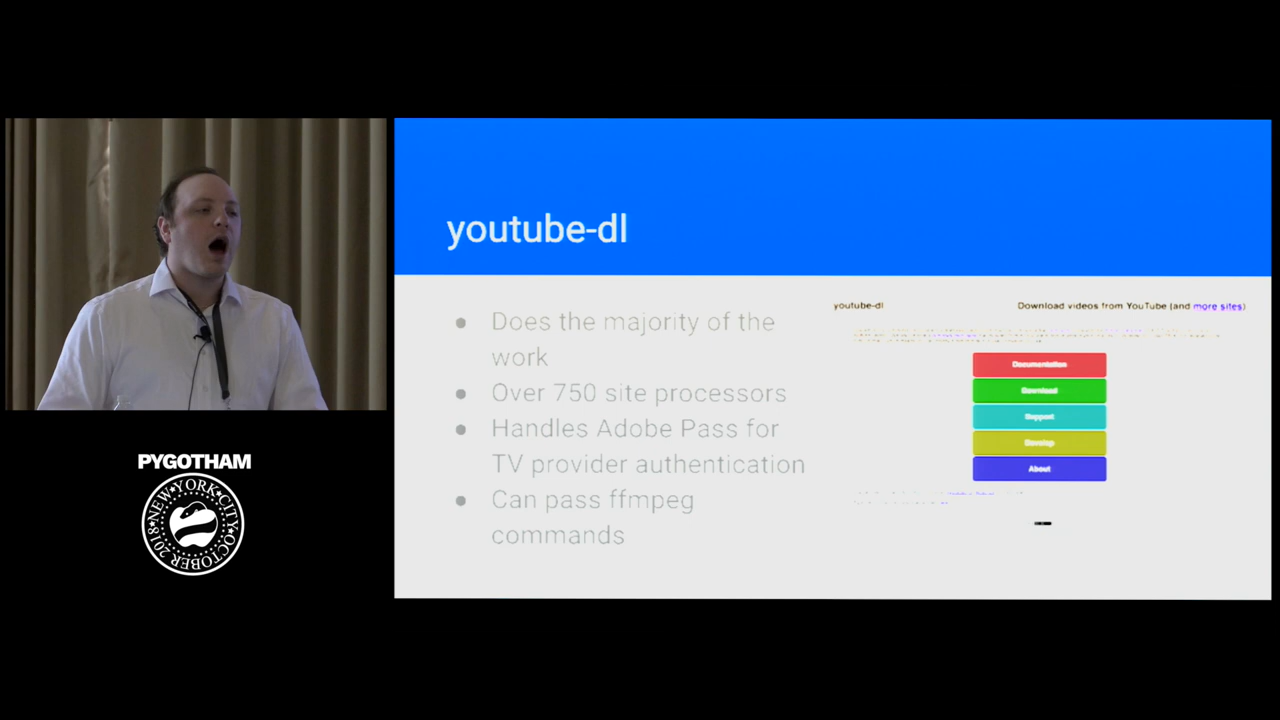 youtube-dl
● Does the majority of the
work
● Over 750 site processors
● Handles Adobe Pass for
TV provider authentication
● Can pass ffmpeg
commands
youtube-dl
Download videos from YouTube (and more sites)
Documentation
Download
Support
Develop
About
PYGOTHAM
NEW★YORK★CITY★OCTOBER 2018★